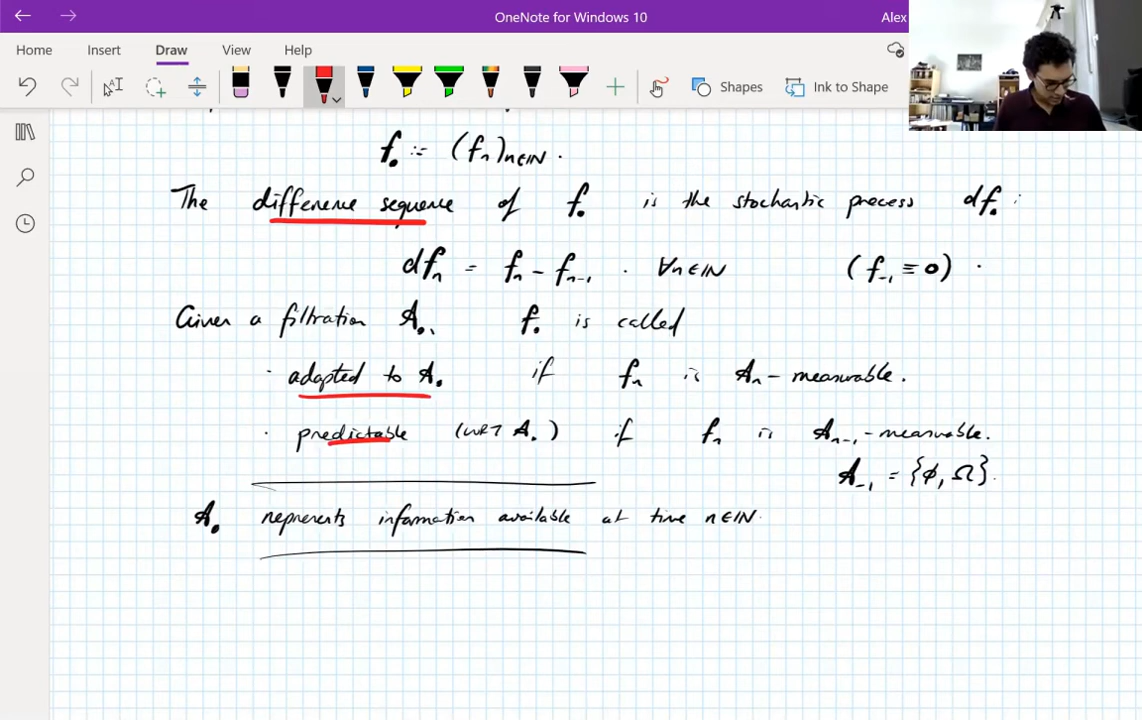 OneNote for Windows 10
Alex
Home Insert Draw View Help
Shapes
Ink to Shape
f. := (fn)n∈ℕ.
The difference sequence of f. is the stochastic process df. :
dfn = fn - fn-1 . ∀n∈ℕ (f-1 ≡ 0) .
Given a filtration A., f. is called
· adapted to A. if fn is An-measurable.
· predictable (WRT A.) if fn is An-1-measurable.
A-1 = {ϕ, Ω}.
A. represents information available at time n∈ℕ.